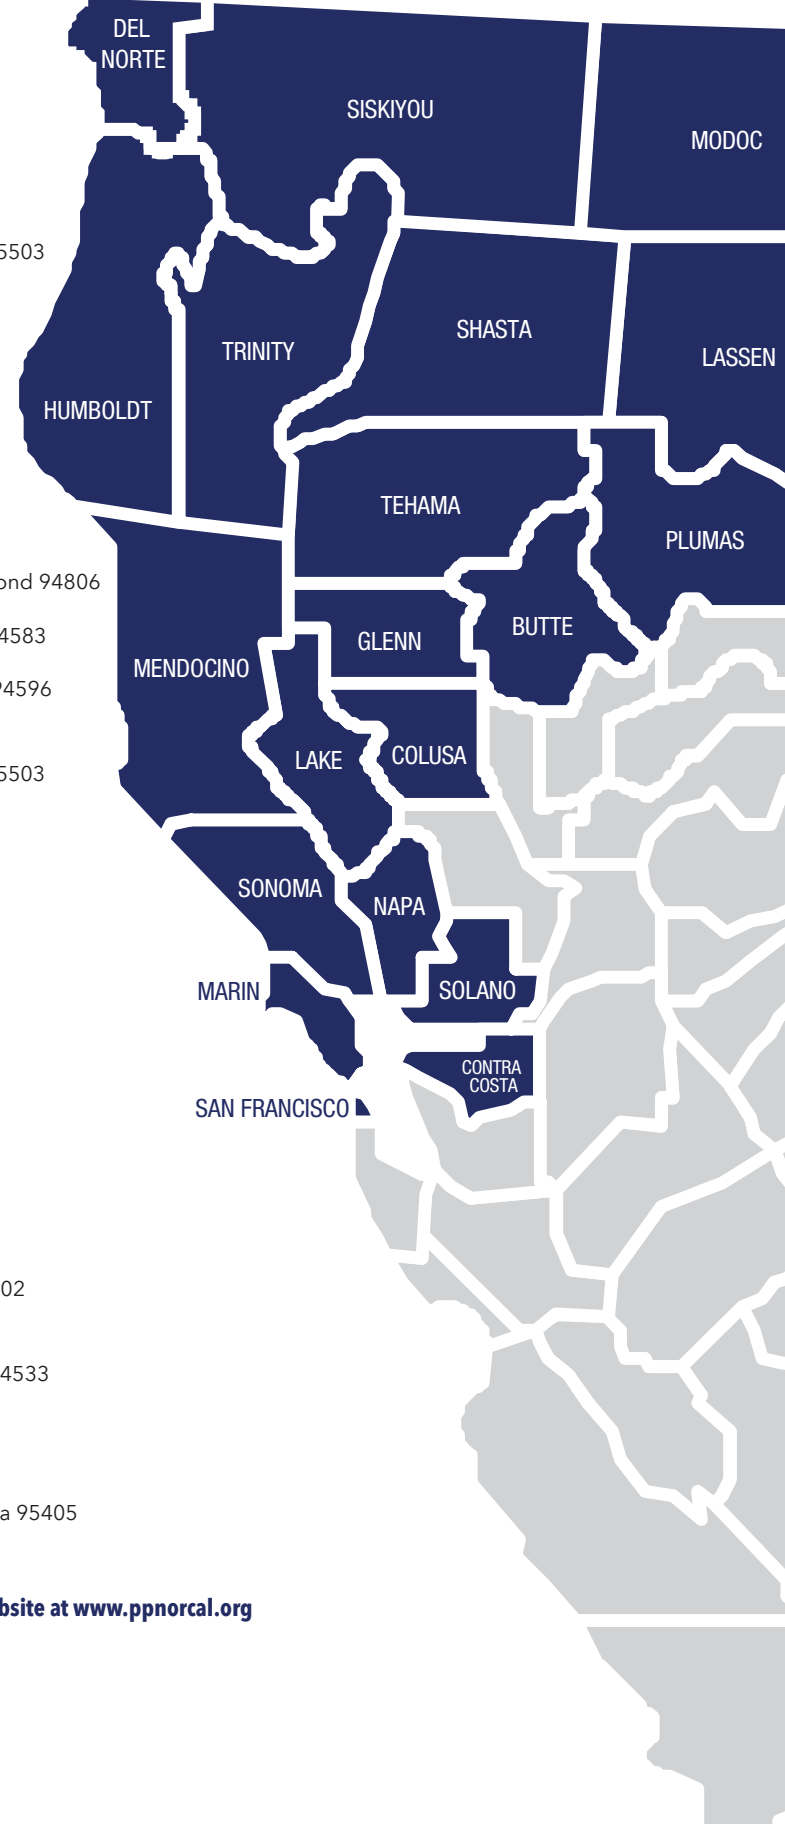 DEL
NORTE
SISKIYOU
MODOC
5503
SHASTA
TRINITY
LASSEN
HUMBOLDT
TEHAMA
PLUMAS
ond 94806
BUTTE
4583
GLENN
MENDOCINO
94596
COLUSA
LAKE
5503
SONOMA
NAPA
MARIN
SOLANO
CONTRA
COSTA
SAN FRANCISCO
02
4533
a 95405
bsite at www.ppnorcal.org